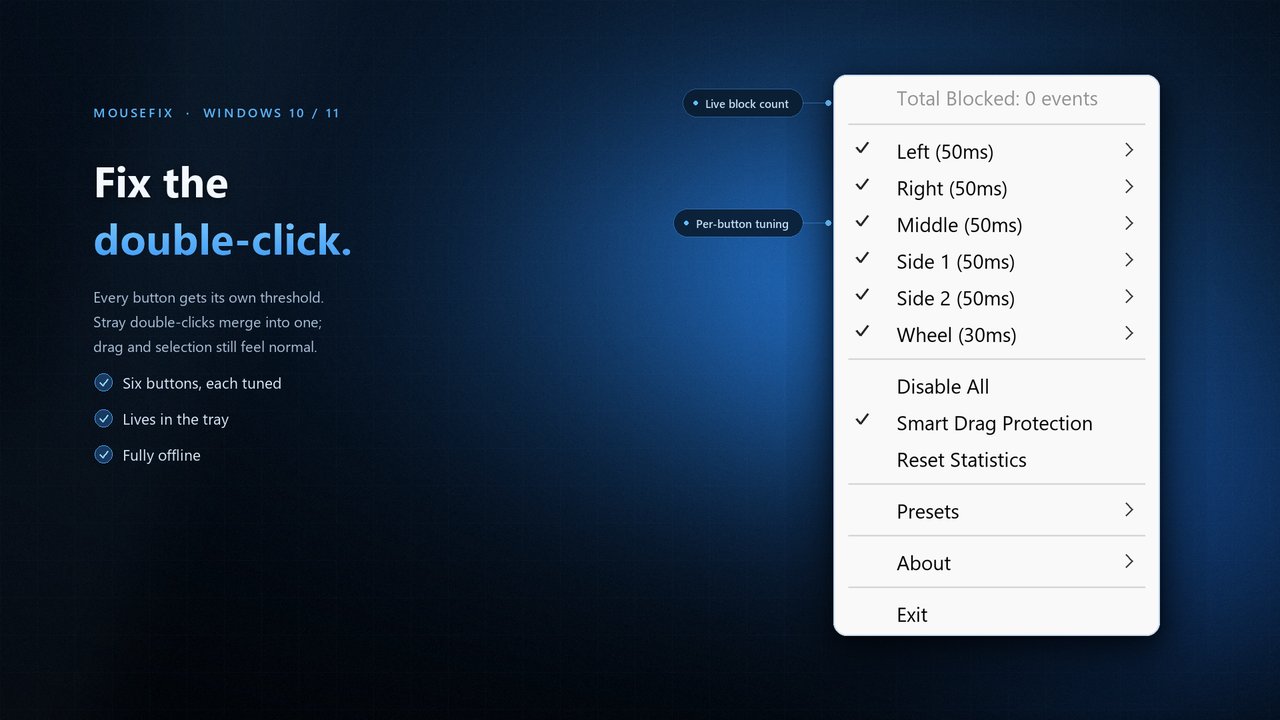 MOUSEFIX · WINDOWS 10 / 11
Fix the
double-click.
Every button gets its own threshold.
Stray double-clicks merge into one;
drag and selection still feel normal.
Six buttons, each tuned
Lives in the tray
Fully offline
Live block count
Per-button tuning
Total Blocked: 0 events
Left (50ms)
Right (50ms)
Middle (50ms)
Side 1 (50ms)
Side 2 (50ms)
Wheel (30ms)
Disable All
Smart Drag Protection
Reset Statistics
Presets
About
Exit